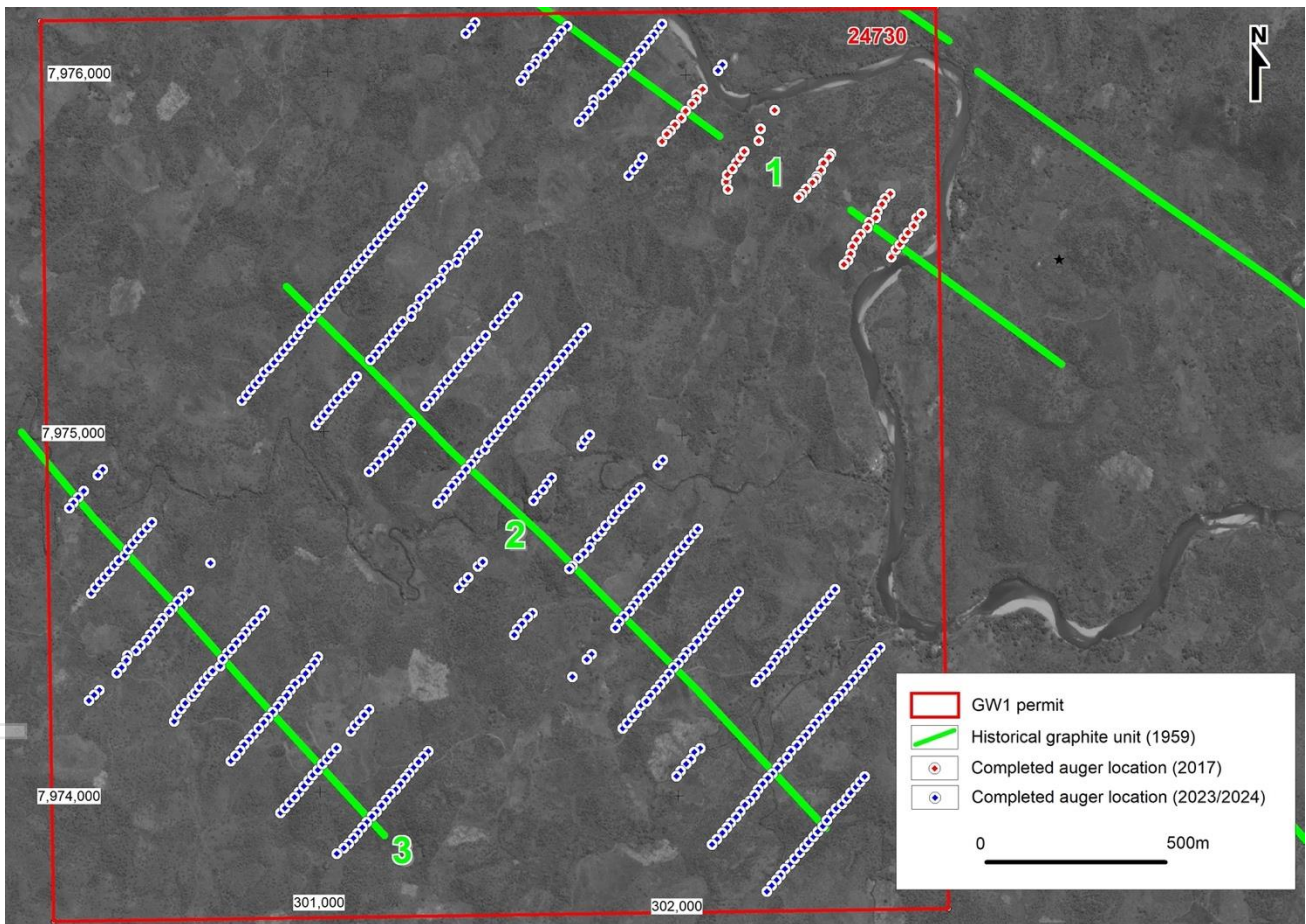 24730
N
7,976,000
1
7,975,000
2
GW1 permit
Historical graphite unit (1959)
Completed auger location (2017)
Completed auger location (2023/2024)
7,974,000
0 500m
3
301,000
302,000